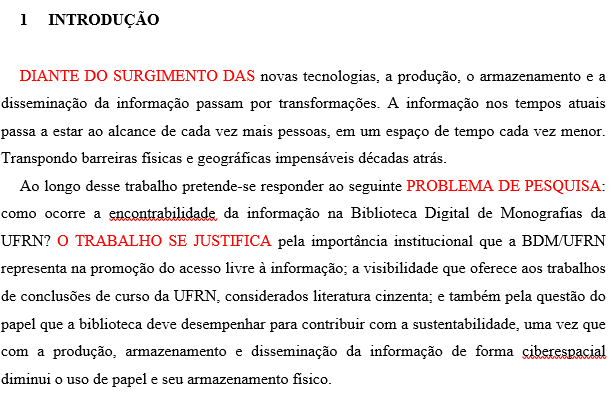 1 INTRODUÇÃO
DIANTE DO SURGIMENTO DAS novas tecnologias, a produção, o armazenamento e a
disseminação da informação passam por transformações. A informação nos tempos atuais
passa a estar ao alcance de cada vez mais pessoas, em um espaço de tempo cada vez menor.
Transpondo barreiras físicas e geográficas impensáveis décadas atrás.
Ao longo desse trabalho pretende-se responder ao seguinte PROBLEMA DE PESQUISA:
como ocorre a encontrabilidade da informação na Biblioteca Digital de Monografias da
UFRN? O TRABALHO SE JUSTIFICA pela importância institucional que a BDM/UFRN
representa na promoção do acesso livre à informação; a visibilidade que oferece aos trabalhos
de conclusões de curso da UFRN, considerados literatura cinzenta; e também pela questão do
papel que a biblioteca deve desempenhar para contribuir com a sustentabilidade, uma vez que
com a produção, armazenamento e disseminação da informação de forma ciberespacial
diminui o uso de papel e seu armazenamento físico.